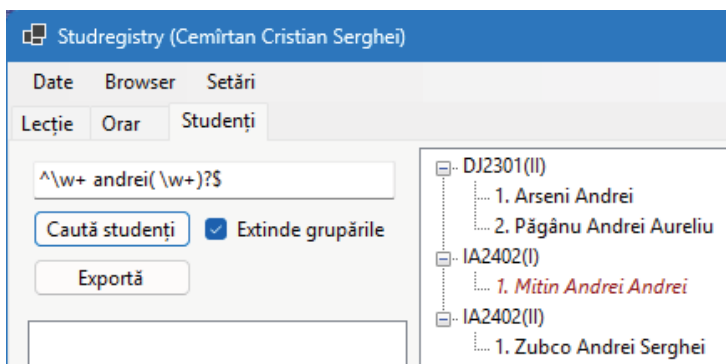 Studregistry (Cemîrtan Cristian Serghei)
Date Browser Setări
Lecție Orar Studenți
^\w+ andrei( \w+)?$
Caută studenți Extinde grupările
Exportă
DJ2301(II)
1. Arseni Andrei
2. Păgânu Andrei Aureliu
IA2402(I)
1. Mitin Andrei Andrei
IA2402(II)
1. Zubco Andrei Serghei